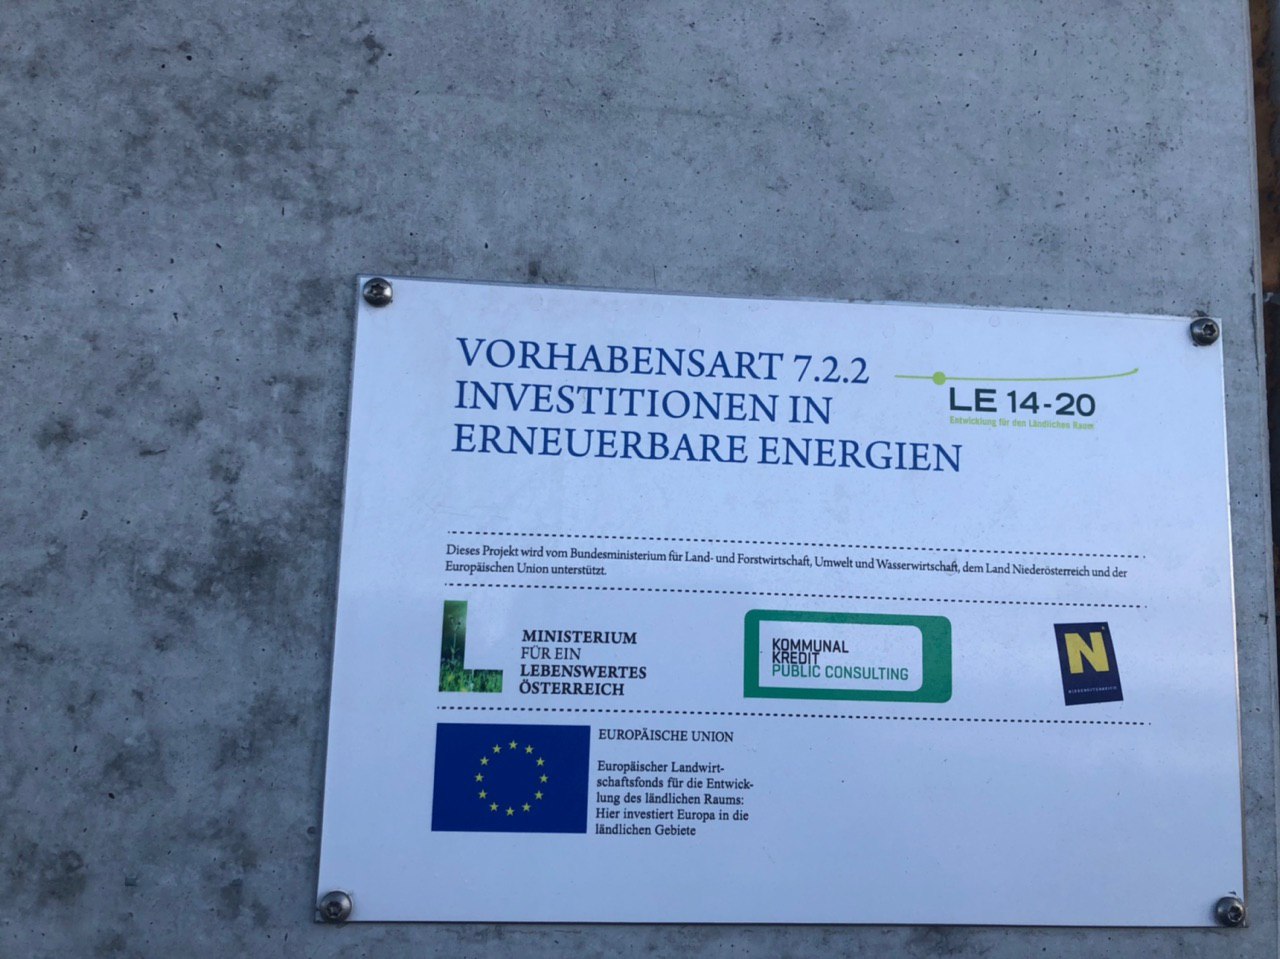 VORHABENSART 7.2.2
INVESTITIONEN IN
ERNEUERBARE ENERGIEN
LE 14-20
Entwicklung für den Ländlichen Raum
Dieses Projekt wird vom Bundesministerium für Land- und Forstwirtschaft, Umwelt und Wasserwirtschaft, dem Land Niederösterreich und der
Europäischen Union unterstützt.
MINISTERIUM
FÜR EIN
LEBENSWERTES
ÖSTERREICH
KOMMUNAL
KREDIT
PUBLIC CONSULTING
N
NIEDERÖSTERREICH
EUROPÄISCHE UNION
Europäischer Landwirt-
schaftsfonds für die Entwick-
lung des ländlichen Raums:
Hier investiert Europa in die
ländlichen Gebiete